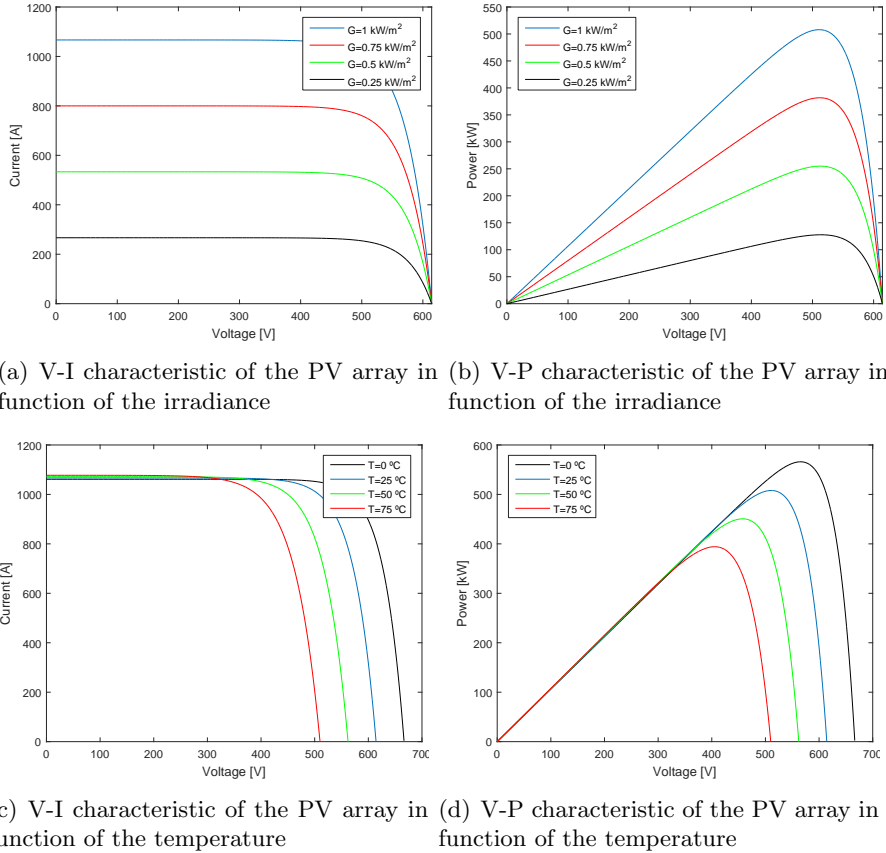 1200
1000
800
600
400
200
0
Current [A]
G=1 kW/m²
G=0.75 kW/m²
G=0.5 kW/m²
G=0.25 kW/m²
0 100 200 300 400 500 600
Voltage [V]
550
500
450
400
350
300
250
200
150
100
50
0
Power [kW]
G=1 kW/m²
G=0.75 kW/m²
G=0.5 kW/m²
G=0.25 kW/m²
0 100 200 300 400 500 600
Voltage [V]
(a) V-I characteristic of the PV array in
function of the irradiance
(b) V-P characteristic of the PV array in
function of the irradiance
1200
1000
800
600
400
200
0
Current [A]
T=0 ºC
T=25 ºC
T=50 ºC
T=75 ºC
0 100 200 300 400 500 600 700
Voltage [V]
600
500
400
300
200
100
0
Power [kW]
T=0 ºC
T=25 ºC
T=50 ºC
T=75 ºC
0 100 200 300 400 500 600 700
Voltage [V]
c) V-I characteristic of the PV array in
unction of the temperature
(d) V-P characteristic of the PV array in
function of the temperature